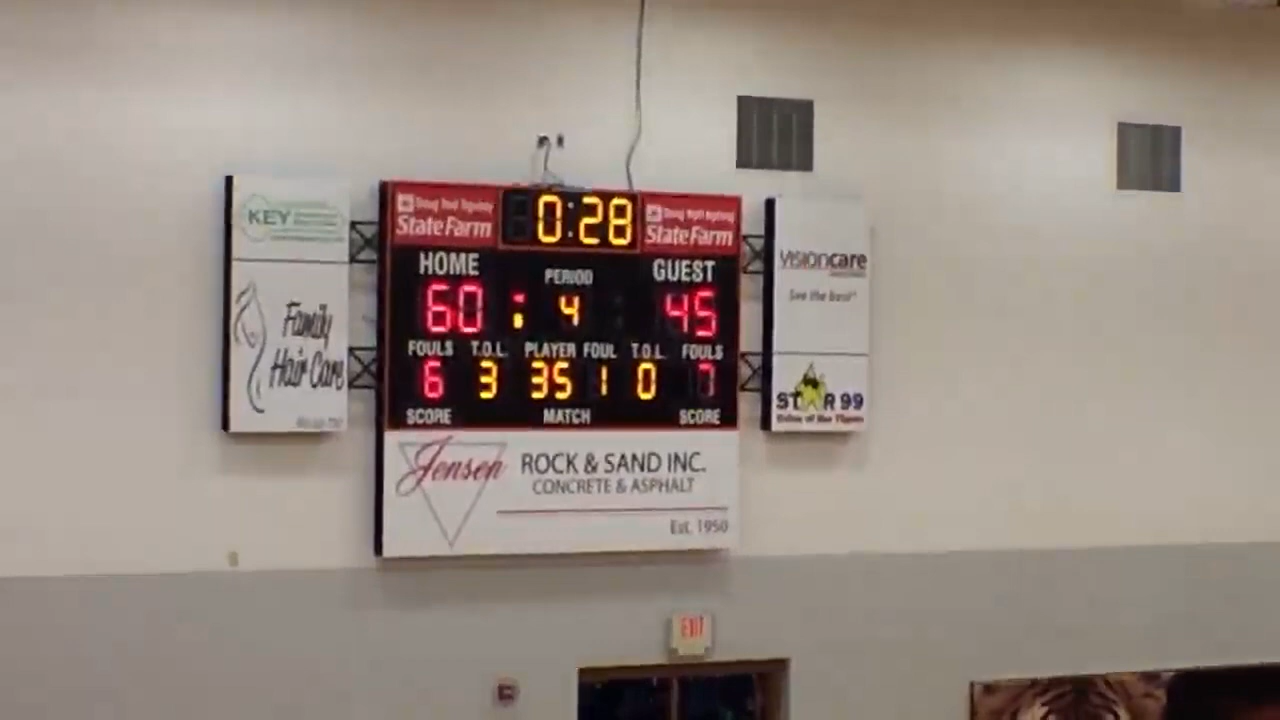 KEY
Family
Hair Care
State Farm
0:28
State Farm
HOME
PERIOD
GUEST
60
4
45
FOULS T.O.L. PLAYER FOUL T.O.L. FOULS
6 3 35 1 0 7
SCORE MATCH SCORE
Jensen
ROCK & SAND INC.
CONCRETE & ASPHALT
Est. 1950
visioncare
See the best
STAR 99
EXIT